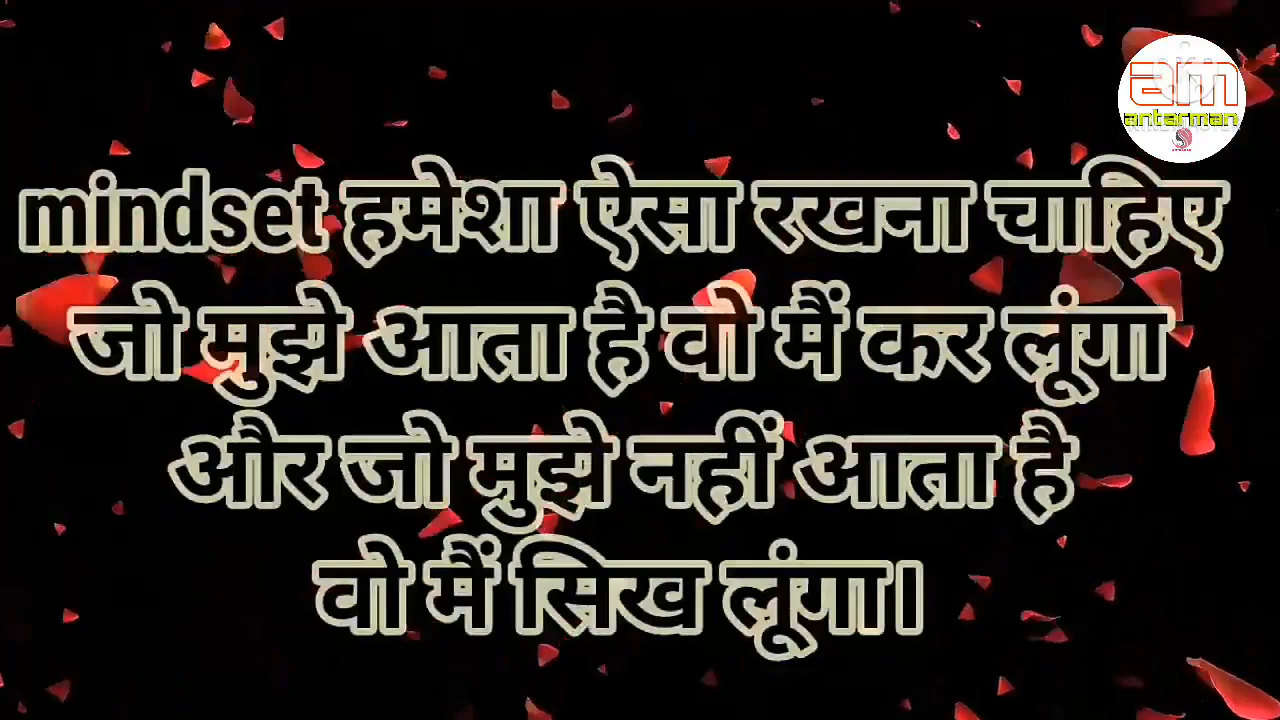 am
antarman
mindset हमेशा ऐसा रखना चाहिए
जो मुझे आता है वो मैं कर लूंगा
और जो मुझे नहीं आता है
वो मैं सिख लूंगा।